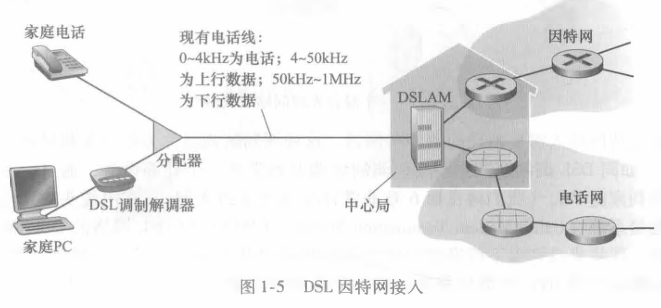 家庭电话
现有电话线:
0~4kHz为电话；4~50kHz
为上行数据；50kHz~1MHz
为下行数据
因特网
DSLAM
分配器
DSL调制解调器
家庭PC
中心局
电话网
图 1-5 DSL 因特网接入